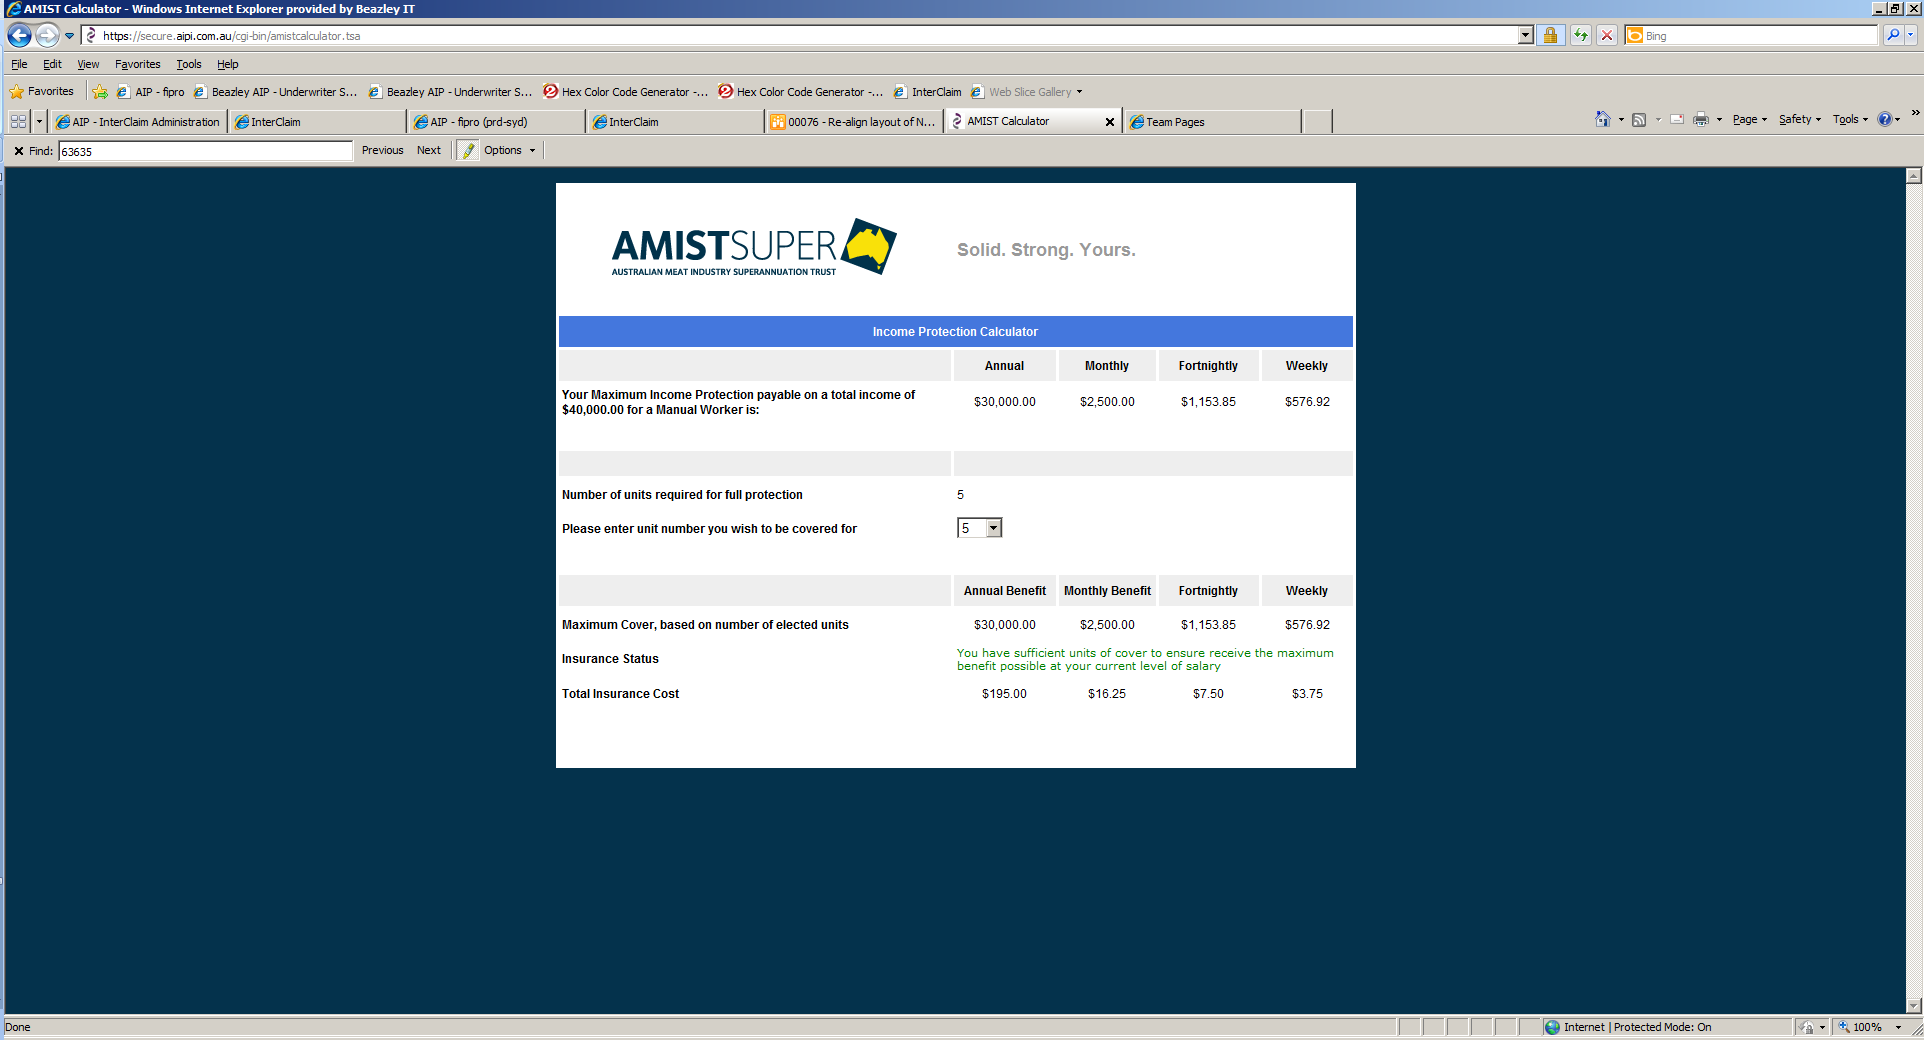 AMIST Calculator - Windows Internet Explorer provided by Beazley IT
https://secure.aipi.com.au/cgi-bin/amistcalculator.tsa
Bing
File Edit View Favorites Tools Help
Favorites AIP - fipro Beazley AIP - Underwriter S... Beazley AIP - Underwriter S... Hex Color Code Generator -... Hex Color Code Generator -... InterClaim Web Slice Gallery
AIP - InterClaim Administration InterClaim AIP - fipro (prd-syd) InterClaim 00076 - Re-align layout of N... AMIST Calculator Team Pages Page Safety Tools
Find: 63635 Previous Next Options
AMISTSUPER
AUSTRALIAN MEAT INDUSTRY SUPERANNUATION TRUST
Solid. Strong. Yours.
Income Protection Calculator
Annual Monthly Fortnightly Weekly
Your Maximum Income Protection payable on a total income of
$40,000.00 for a Manual Worker is:
$30,000.00 $2,500.00 $1,153.85 $576.92
Number of units required for full protection 5
Please enter unit number you wish to be covered for 5
Annual Benefit Monthly Benefit Fortnightly Weekly
Maximum Cover, based on number of elected units $30,000.00 $2,500.00 $1,153.85 $576.92
Insurance Status
You have sufficient units of cover to ensure receive the maximum
benefit possible at your current level of salary
Total Insurance Cost $195.00 $16.25 $7.50 $3.75
Done Internet | Protected Mode: On 100%